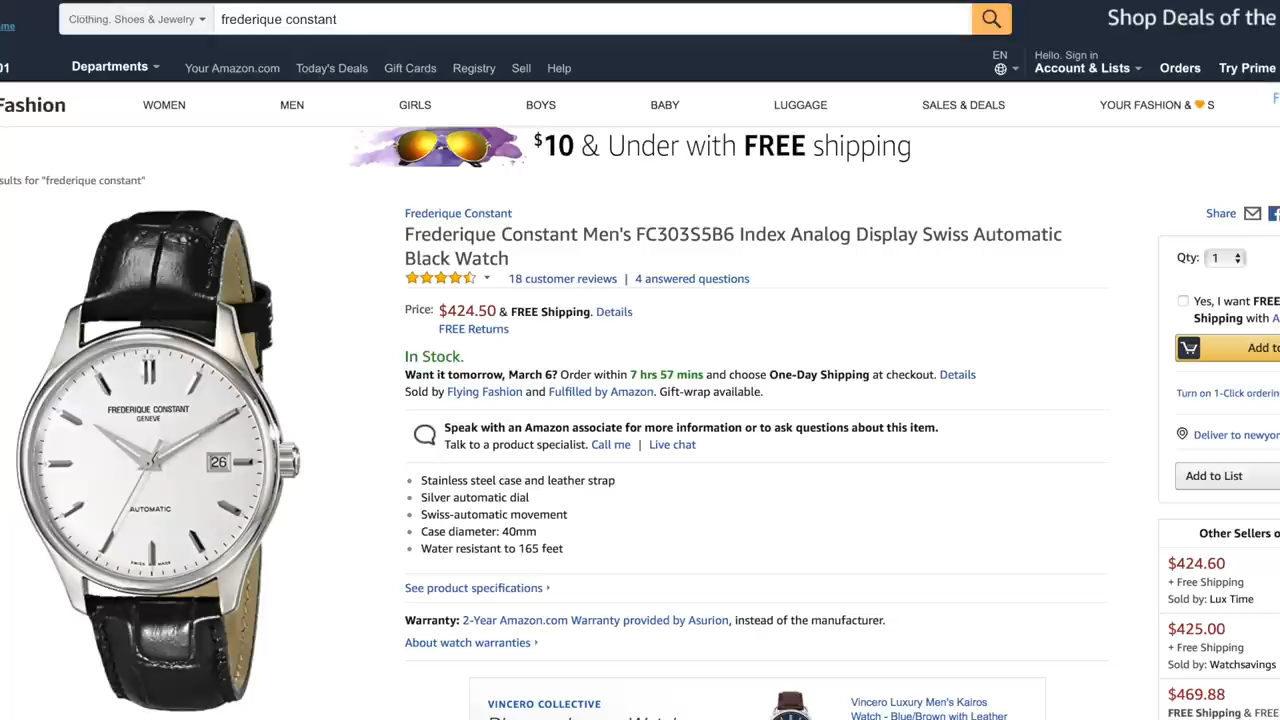 me
Clothing, Shoes & Jewelry
frederique constant
Shop Deals of the
01
Departments
Your Amazon.com
Today's Deals
Gift Cards
Registry
Sell
Help
EN
Hello. Sign in
Account & Lists
Orders
Try Prime
Fashion
WOMEN
MEN
GIRLS
BOYS
BABY
LUGGAGE
SALES & DEALS
YOUR FASHION & 🧡 S
F
$10 & Under with FREE shipping
sults for "frederique constant"
Frederique Constant
Frederique Constant Men's FC303S5B6 Index Analog Display Swiss Automatic
Black Watch
18 customer reviews | 4 answered questions
Price: $424.50 & FREE Shipping. Details
FREE Returns
In Stock.
Want it tomorrow, March 6? Order within 7 hrs 57 mins and choose One-Day Shipping at checkout. Details
Sold by Flying Fashion and Fulfilled by Amazon. Gift-wrap available.
Speak with an Amazon associate for more information or to ask questions about this item.
Talk to a product specialist. Call me | Live chat
Stainless steel case and leather strap
Silver automatic dial
Swiss-automatic movement
Case diameter: 40mm
Water resistant to 165 feet
See product specifications
Warranty: 2-Year Amazon.com Warranty provided by Asurion, instead of the manufacturer.
About watch warranties
VINCERO COLLECTIVE
Vincero Luxury Men's Kairos
Watch - Blue/Brown with Leather
FREDERIQUE CONSTANT
GENEVE
26
AUTOMATIC
SWISS MADE
Share
Qty: 1
Yes, I want FREE
Shipping with A
Add to
Turn on 1-Click ordering
Deliver to newyor
Add to List
Other Sellers o
$424.60
+ Free Shipping
Sold by: Lux Time
$425.00
+ Free Shipping
Sold by: Watchsavings
$469.88
FREE Shipping & FREE